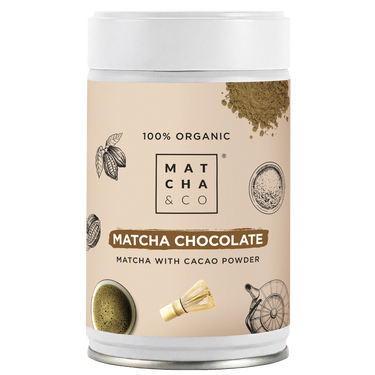 100% ORGANIC
MAT
CHA
& CO
®
MATCHA CHOCOLATE
MATCHA WITH CACAO POWDER